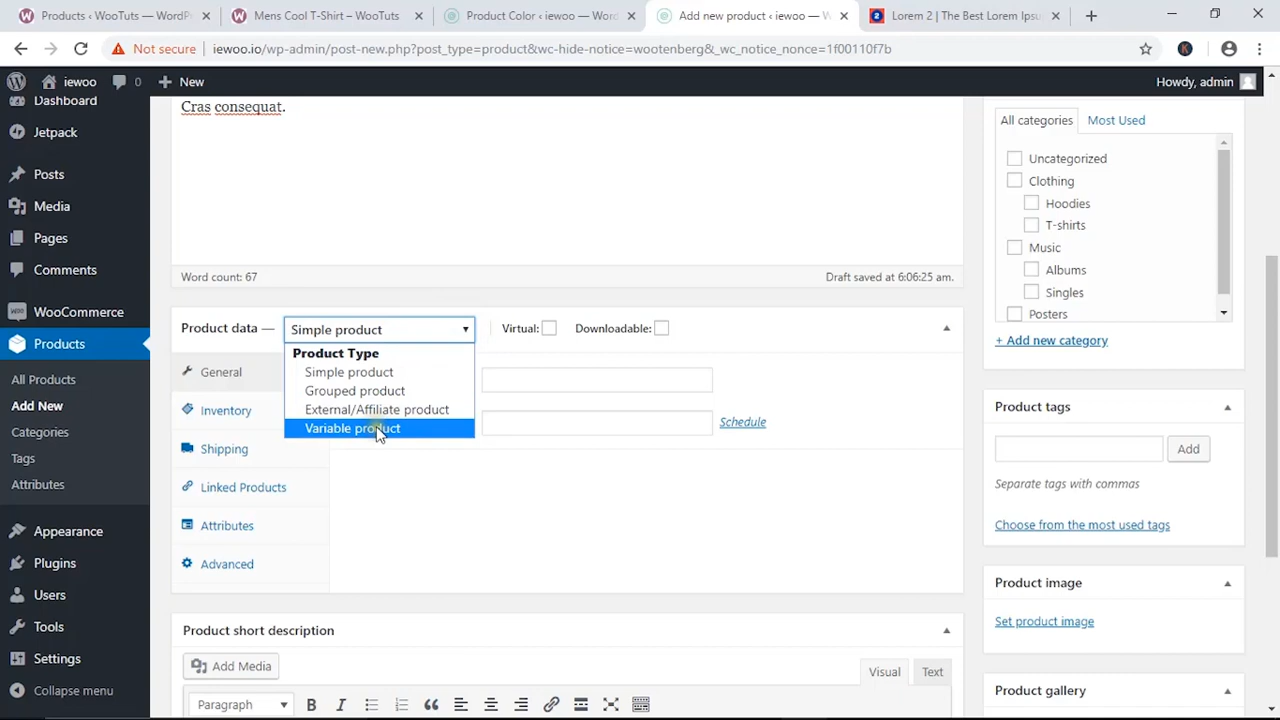 Products ‹ WooTuts — WordPr
Mens Cool T-Shirt – WooTuts
Product Color ‹ iewoo — Word
Add new product ‹ iewoo — W
Lorem 2 | The Best Lorem Ipsu
Not secure
iewoo.io/wp-admin/post-new.php?post_type=product&wc-hide-notice=wootenberg&_wc_notice_nonce=1f00110f7b
iewoo
0
New
Howdy, admin
Dashboard
Jetpack
Posts
Media
Pages
Comments
WooCommerce
Products
All Products
Add New
Categories
Tags
Attributes
Appearance
Plugins
Users
Tools
Settings
Collapse menu
Cras consequat.
Word count: 67
Draft saved at 6:06:25 am.
Product data —
Simple product
Virtual:
Downloadable:
Product Type
Simple product
Grouped product
External/Affiliate product
Variable product
General
Inventory
Shipping
Linked Products
Attributes
Advanced
Schedule
Product short description
Add Media
Visual
Text
Paragraph
B
I
All categories
Most Used
Uncategorized
Clothing
Hoodies
T-shirts
Music
Albums
Singles
Posters
+ Add new category
Product tags
Add
Separate tags with commas
Choose from the most used tags
Product image
Set product image
Product gallery